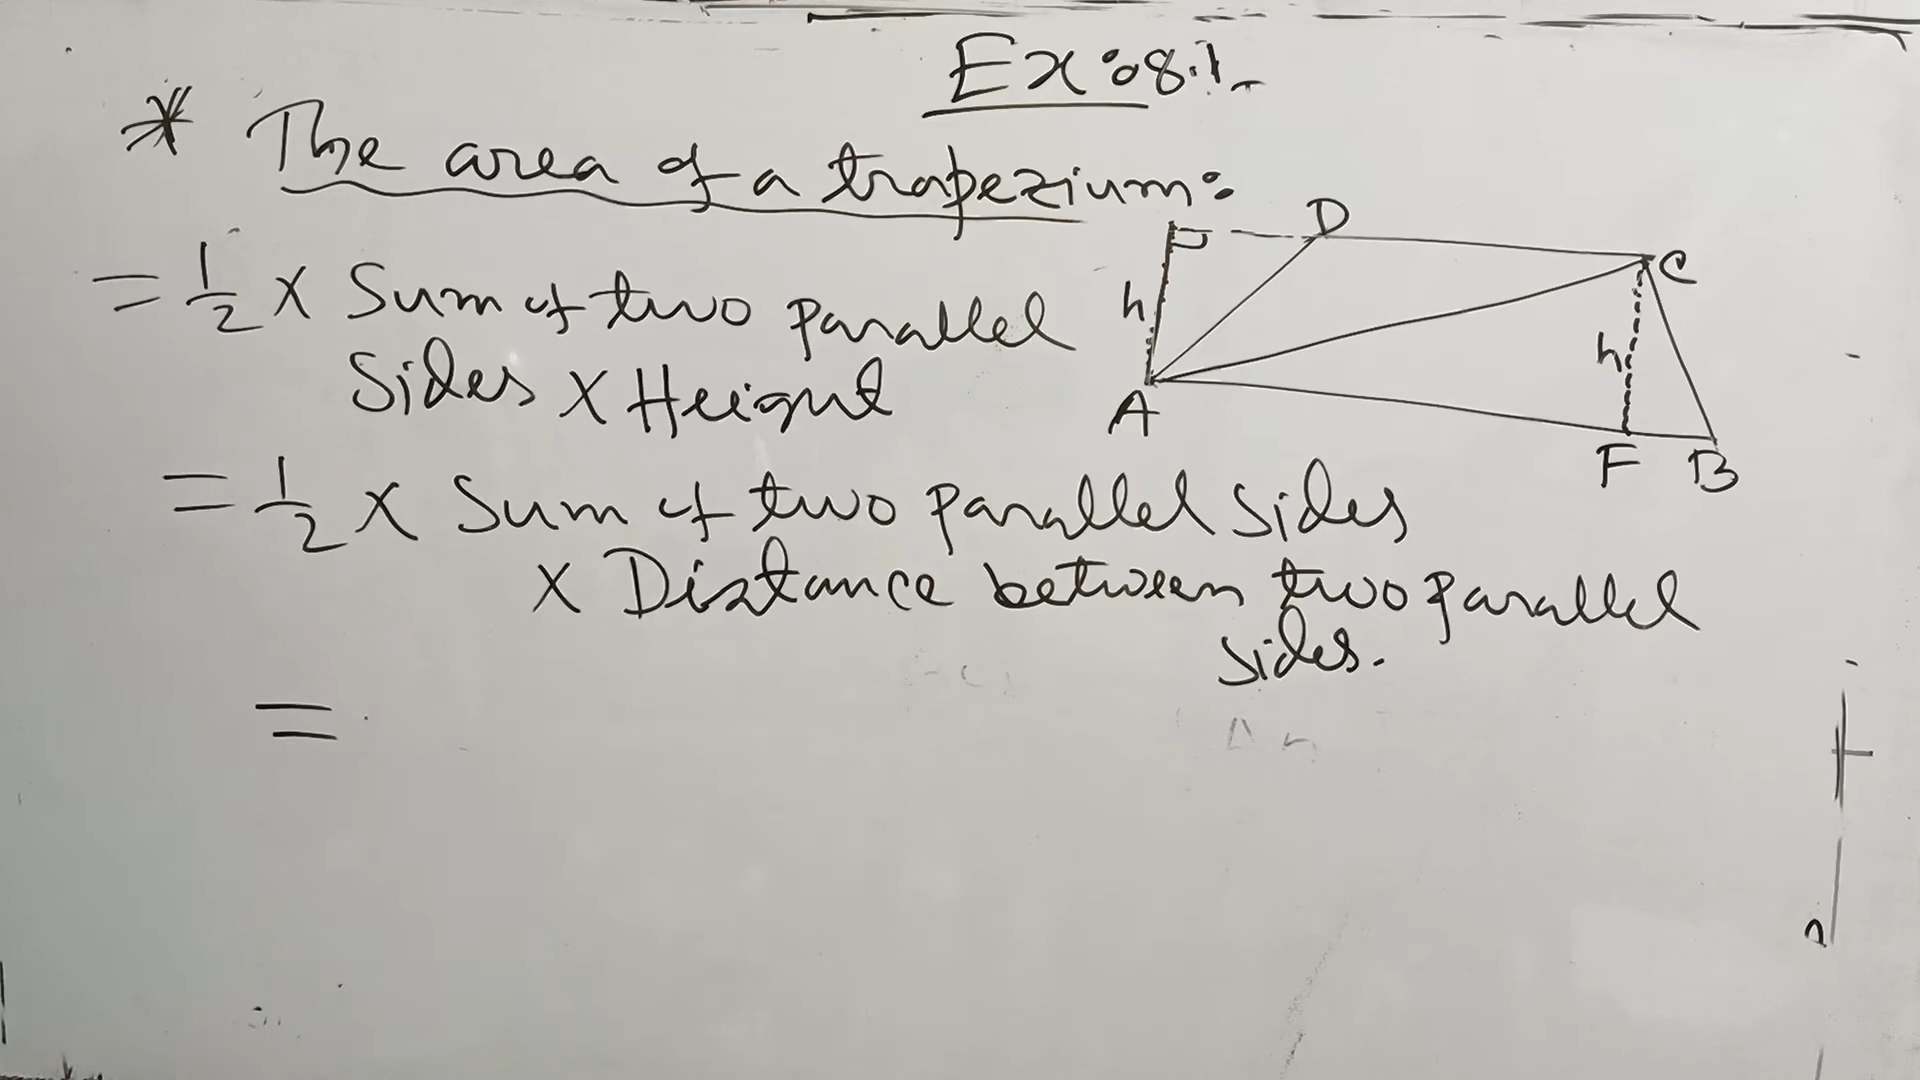 Ex: 8.1
* The area of a trapezium:
= 1/2 × Sum of two parallel
sides × Height
= 1/2 × Sum of two parallel sides
× Distance between two parallel
sides.
=
D
C
h
h
A
F
B